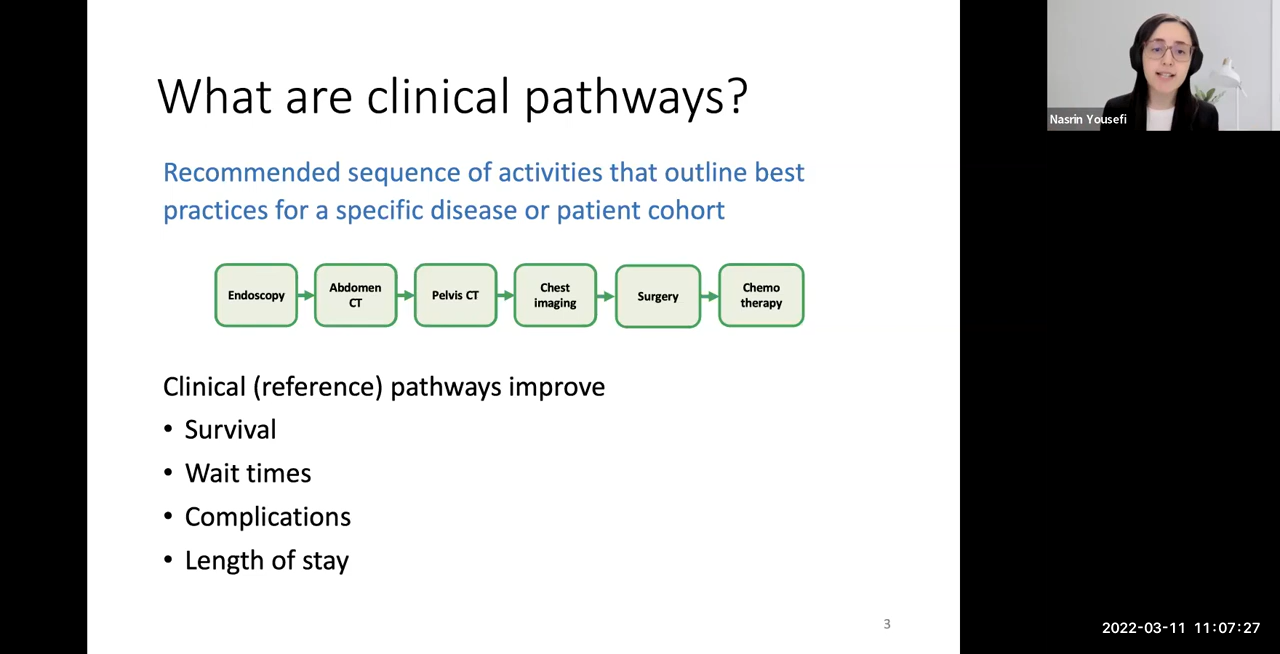 What are clinical pathways?
Recommended sequence of activities that outline best
practices for a specific disease or patient cohort
Endoscopy
Abdomen
CT
Pelvis CT
Chest
imaging
Surgery
Chemo
therapy
Clinical (reference) pathways improve
• Survival
• Wait times
• Complications
• Length of stay
3
Nasrin Yousefi
2022-03-11 11:07:27